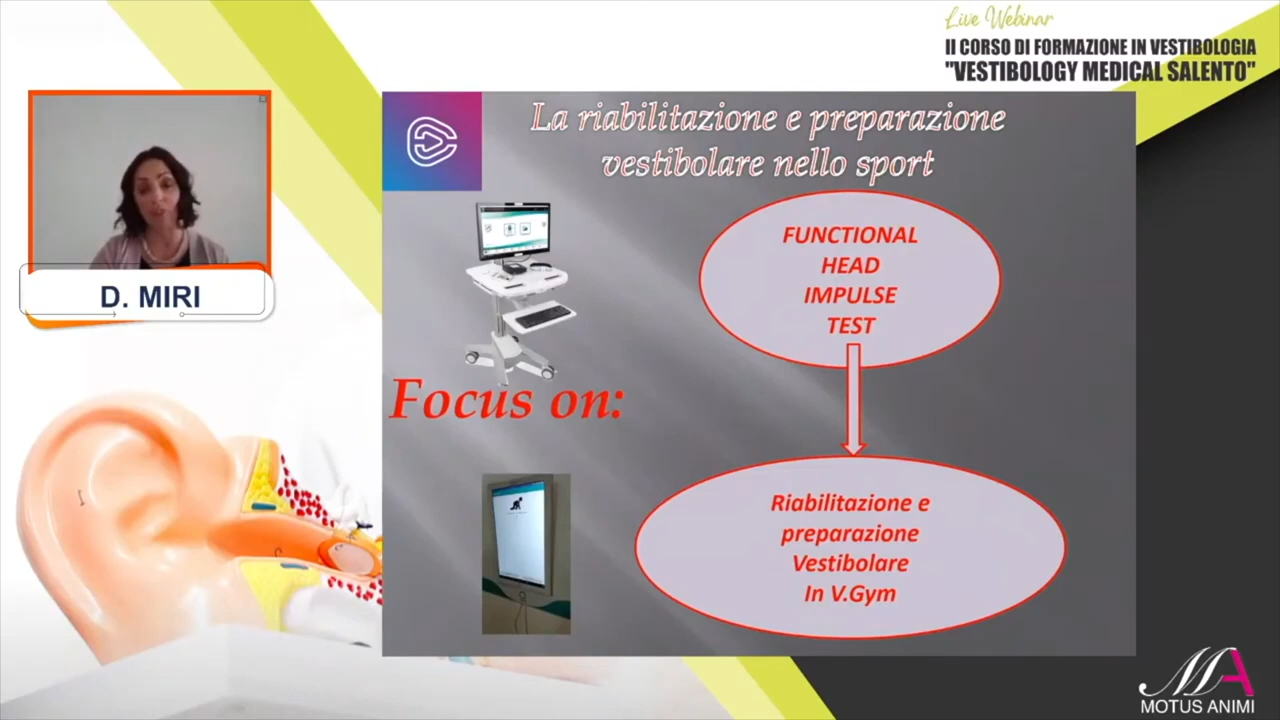 Live Webinar
II CORSO DI FORMAZIONE IN VESTIBOLOGIA
"VESTIBOLOGY MEDICAL SALENTO"
D. MIRI
La riabilitazione e preparazione
vestibolare nello sport
FUNCTIONAL
HEAD
IMPULSE
TEST
Focus on:
Riabilitazione e
preparazione
Vestibolare
In V.Gym
MA
MOTUS ANIMI